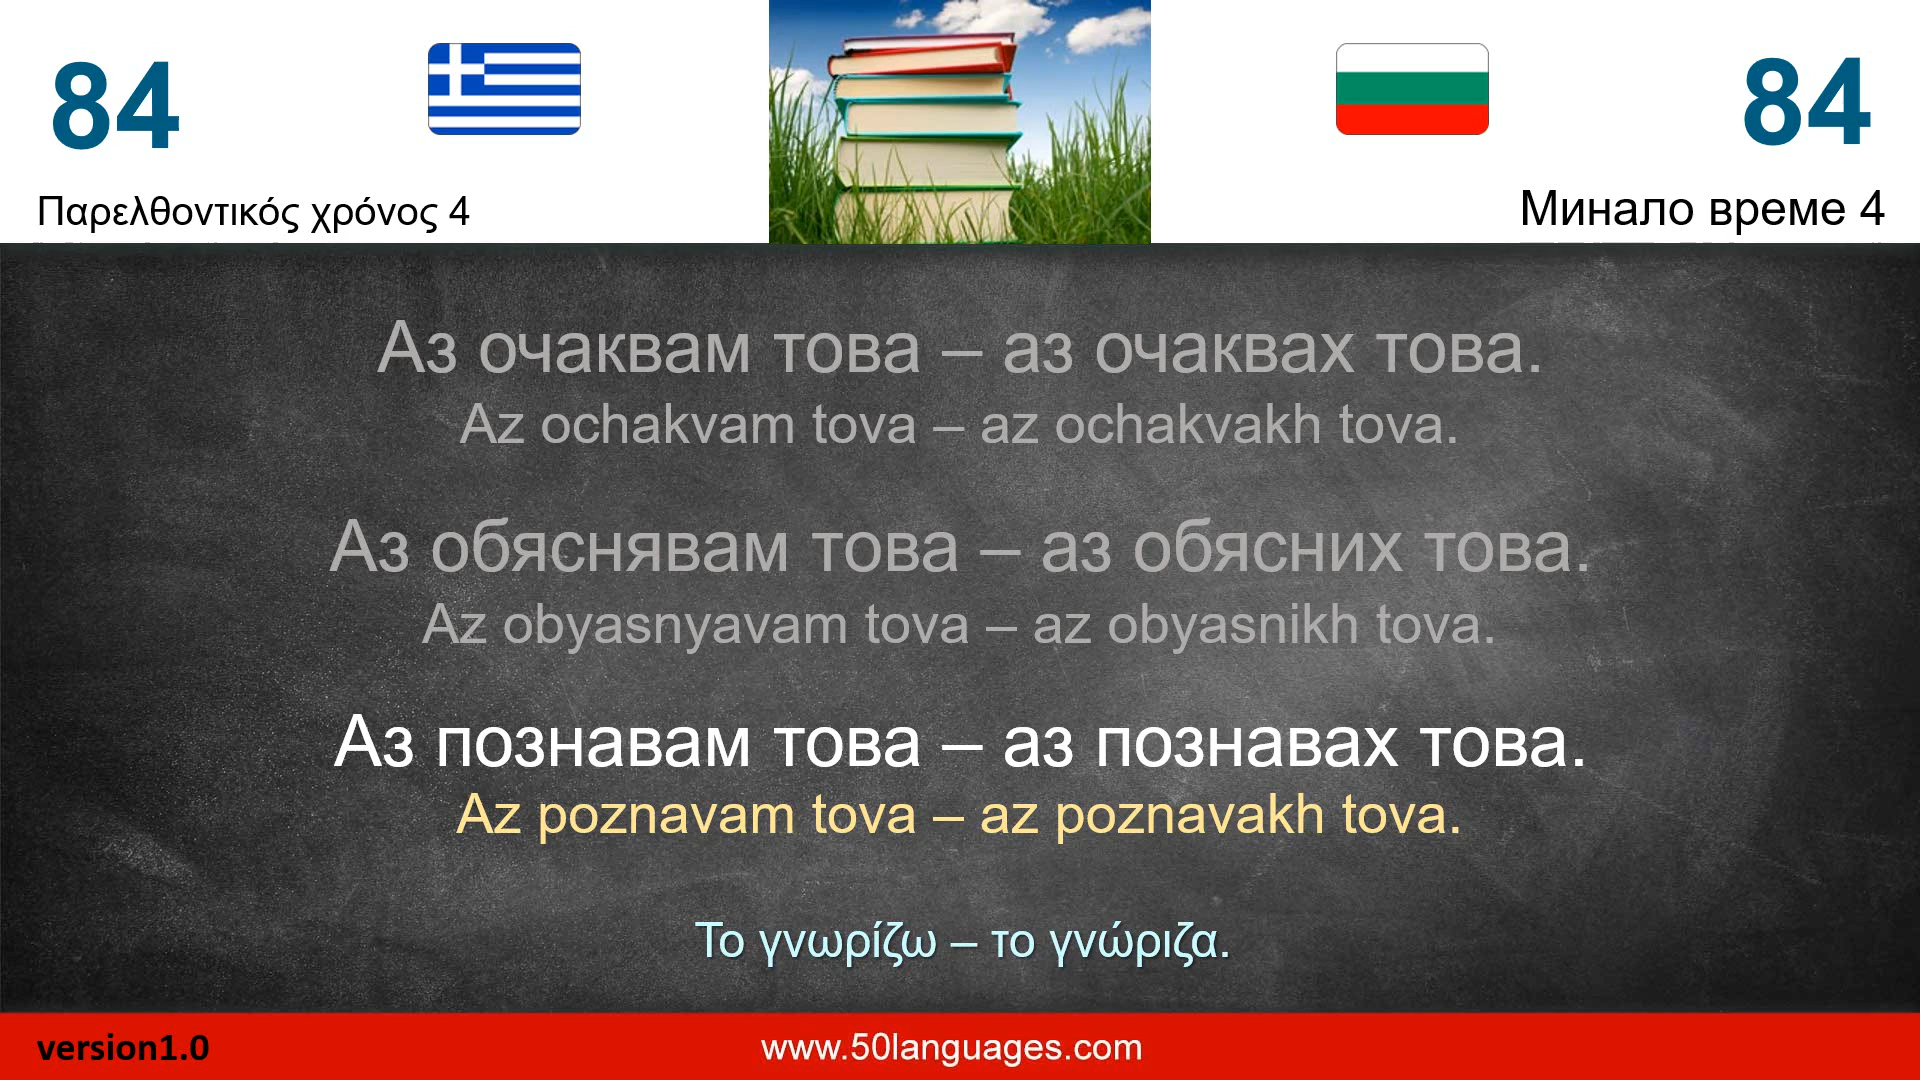 84
84
Παρελθοντικός χρόνος 4
Минало време 4
Аз очаквам това – аз очаквах това.
Az ochakvam tova – az ochakvakh tova.
Аз обяснявам това – аз обясних това.
Az obyasnyavam tova – az obyasnikh tova.
Аз познавам това – аз познавах това.
Az poznavam tova – az poznavakh tova.
Το γνωρίζω – το γνώριζα.
version1.0
www.50languages.com